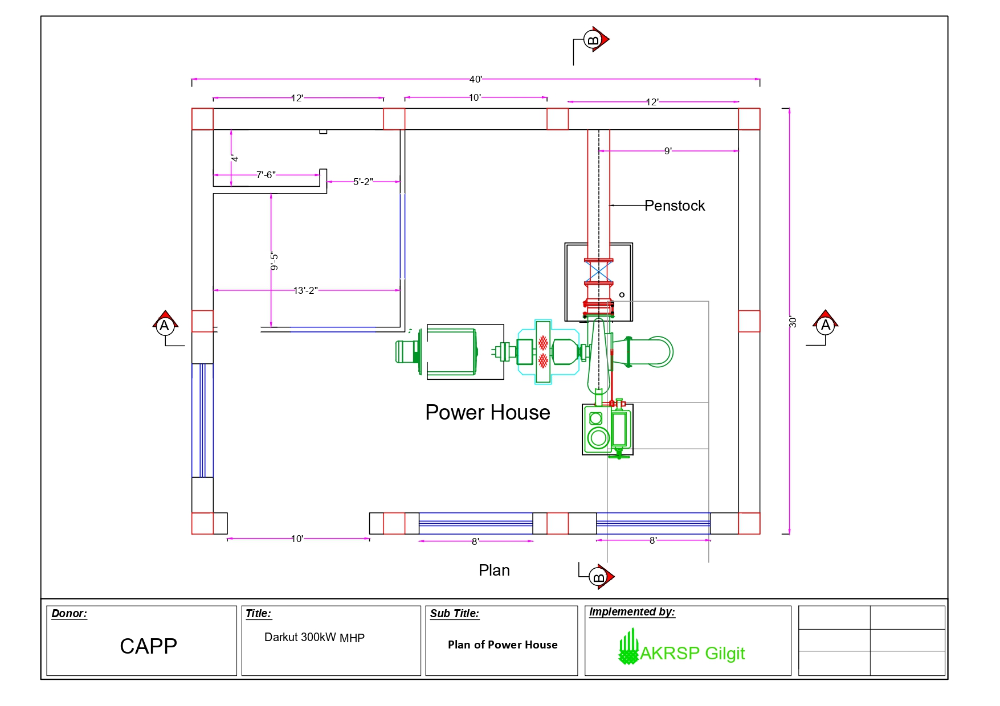 B
40'
12'
10'
12'
9'
4'
7'-6"
5'-2"
Penstock
9'-5"
13'-2"
A
30'
A
Power House
10'
8'
8'
Plan
B
Donor:
CAPP
Title:
Darkut 300kW MHP
Sub Title:
Plan of Power House
Implemented by:
AKRSP Gilgit